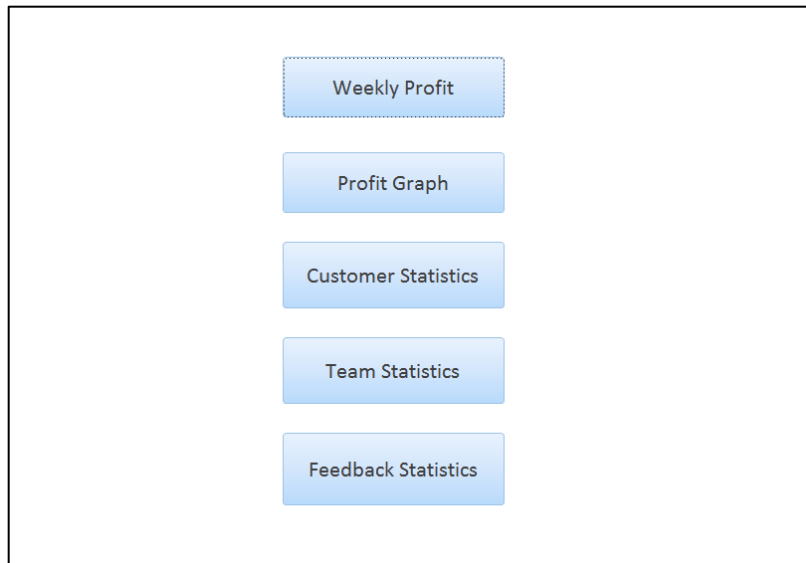 Weekly Profit
Profit Graph
Customer Statistics
Team Statistics
Feedback Statistics